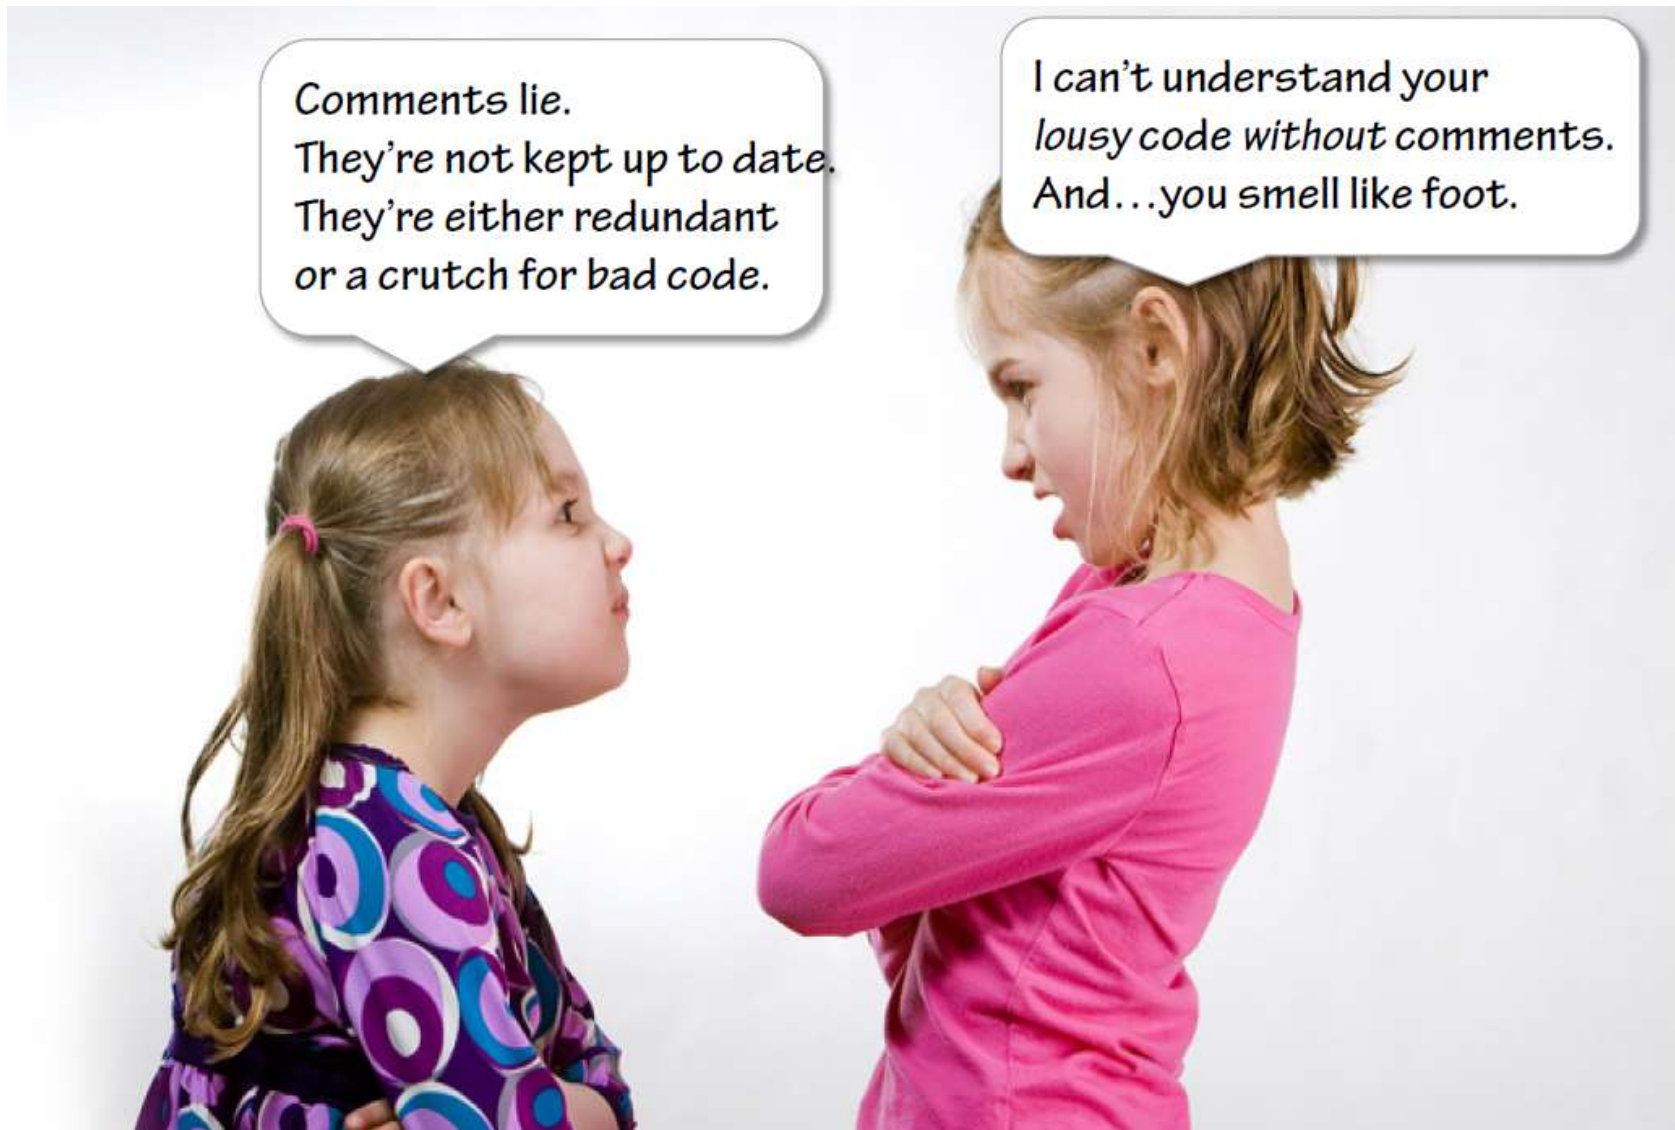 Comments lie.
They're not kept up to date.
They're either redundant
or a crutch for bad code.
I can't understand your
lousy code without comments.
And...you smell like foot.